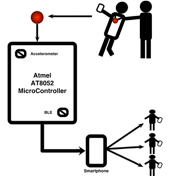 Accelerometer
Atmel
AT8052
MicroController
BLE
Smartphone